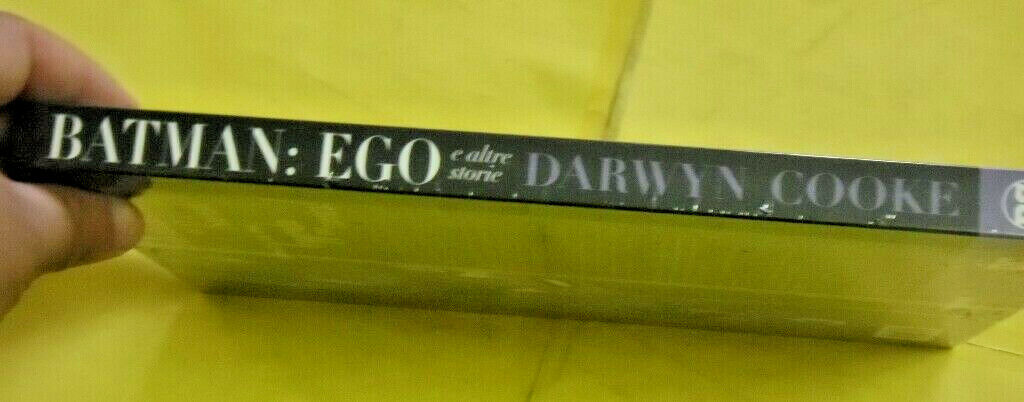 BATMAN: EGO e altre storie DARWYN COOKE